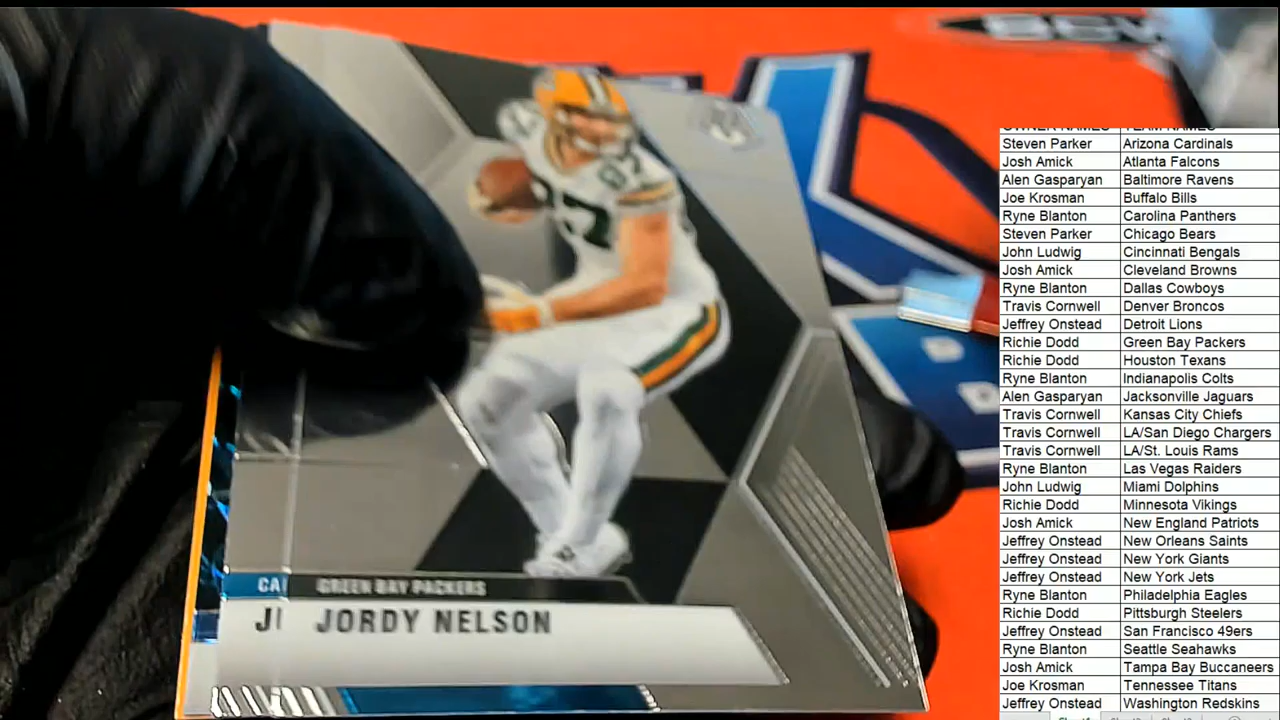 GREEN BAY PACKERS
JORDY NELSON
CA
J
87
OWNER NAMES TEAM NAMES
Steven Parker Arizona Cardinals
Josh Amick Atlanta Falcons
Alen Gasparyan Baltimore Ravens
Joe Krosman Buffalo Bills
Ryne Blanton Carolina Panthers
Steven Parker Chicago Bears
John Ludwig Cincinnati Bengals
Josh Amick Cleveland Browns
Ryne Blanton Dallas Cowboys
Travis Cornwell Denver Broncos
Jeffrey Onstead Detroit Lions
Richie Dodd Green Bay Packers
Richie Dodd Houston Texans
Ryne Blanton Indianapolis Colts
Alen Gasparyan Jacksonville Jaguars
Travis Cornwell Kansas City Chiefs
Travis Cornwell LA/San Diego Chargers
Travis Cornwell LA/St. Louis Rams
Ryne Blanton Las Vegas Raiders
John Ludwig Miami Dolphins
Richie Dodd Minnesota Vikings
Josh Amick New England Patriots
Jeffrey Onstead New Orleans Saints
Jeffrey Onstead New York Giants
Jeffrey Onstead New York Jets
Ryne Blanton Philadelphia Eagles
Richie Dodd Pittsburgh Steelers
Jeffrey Onstead San Francisco 49ers
Ryne Blanton Seattle Seahawks
Josh Amick Tampa Bay Buccaneers
Joe Krosman Tennessee Titans
Jeffrey Onstead Washington Redskins